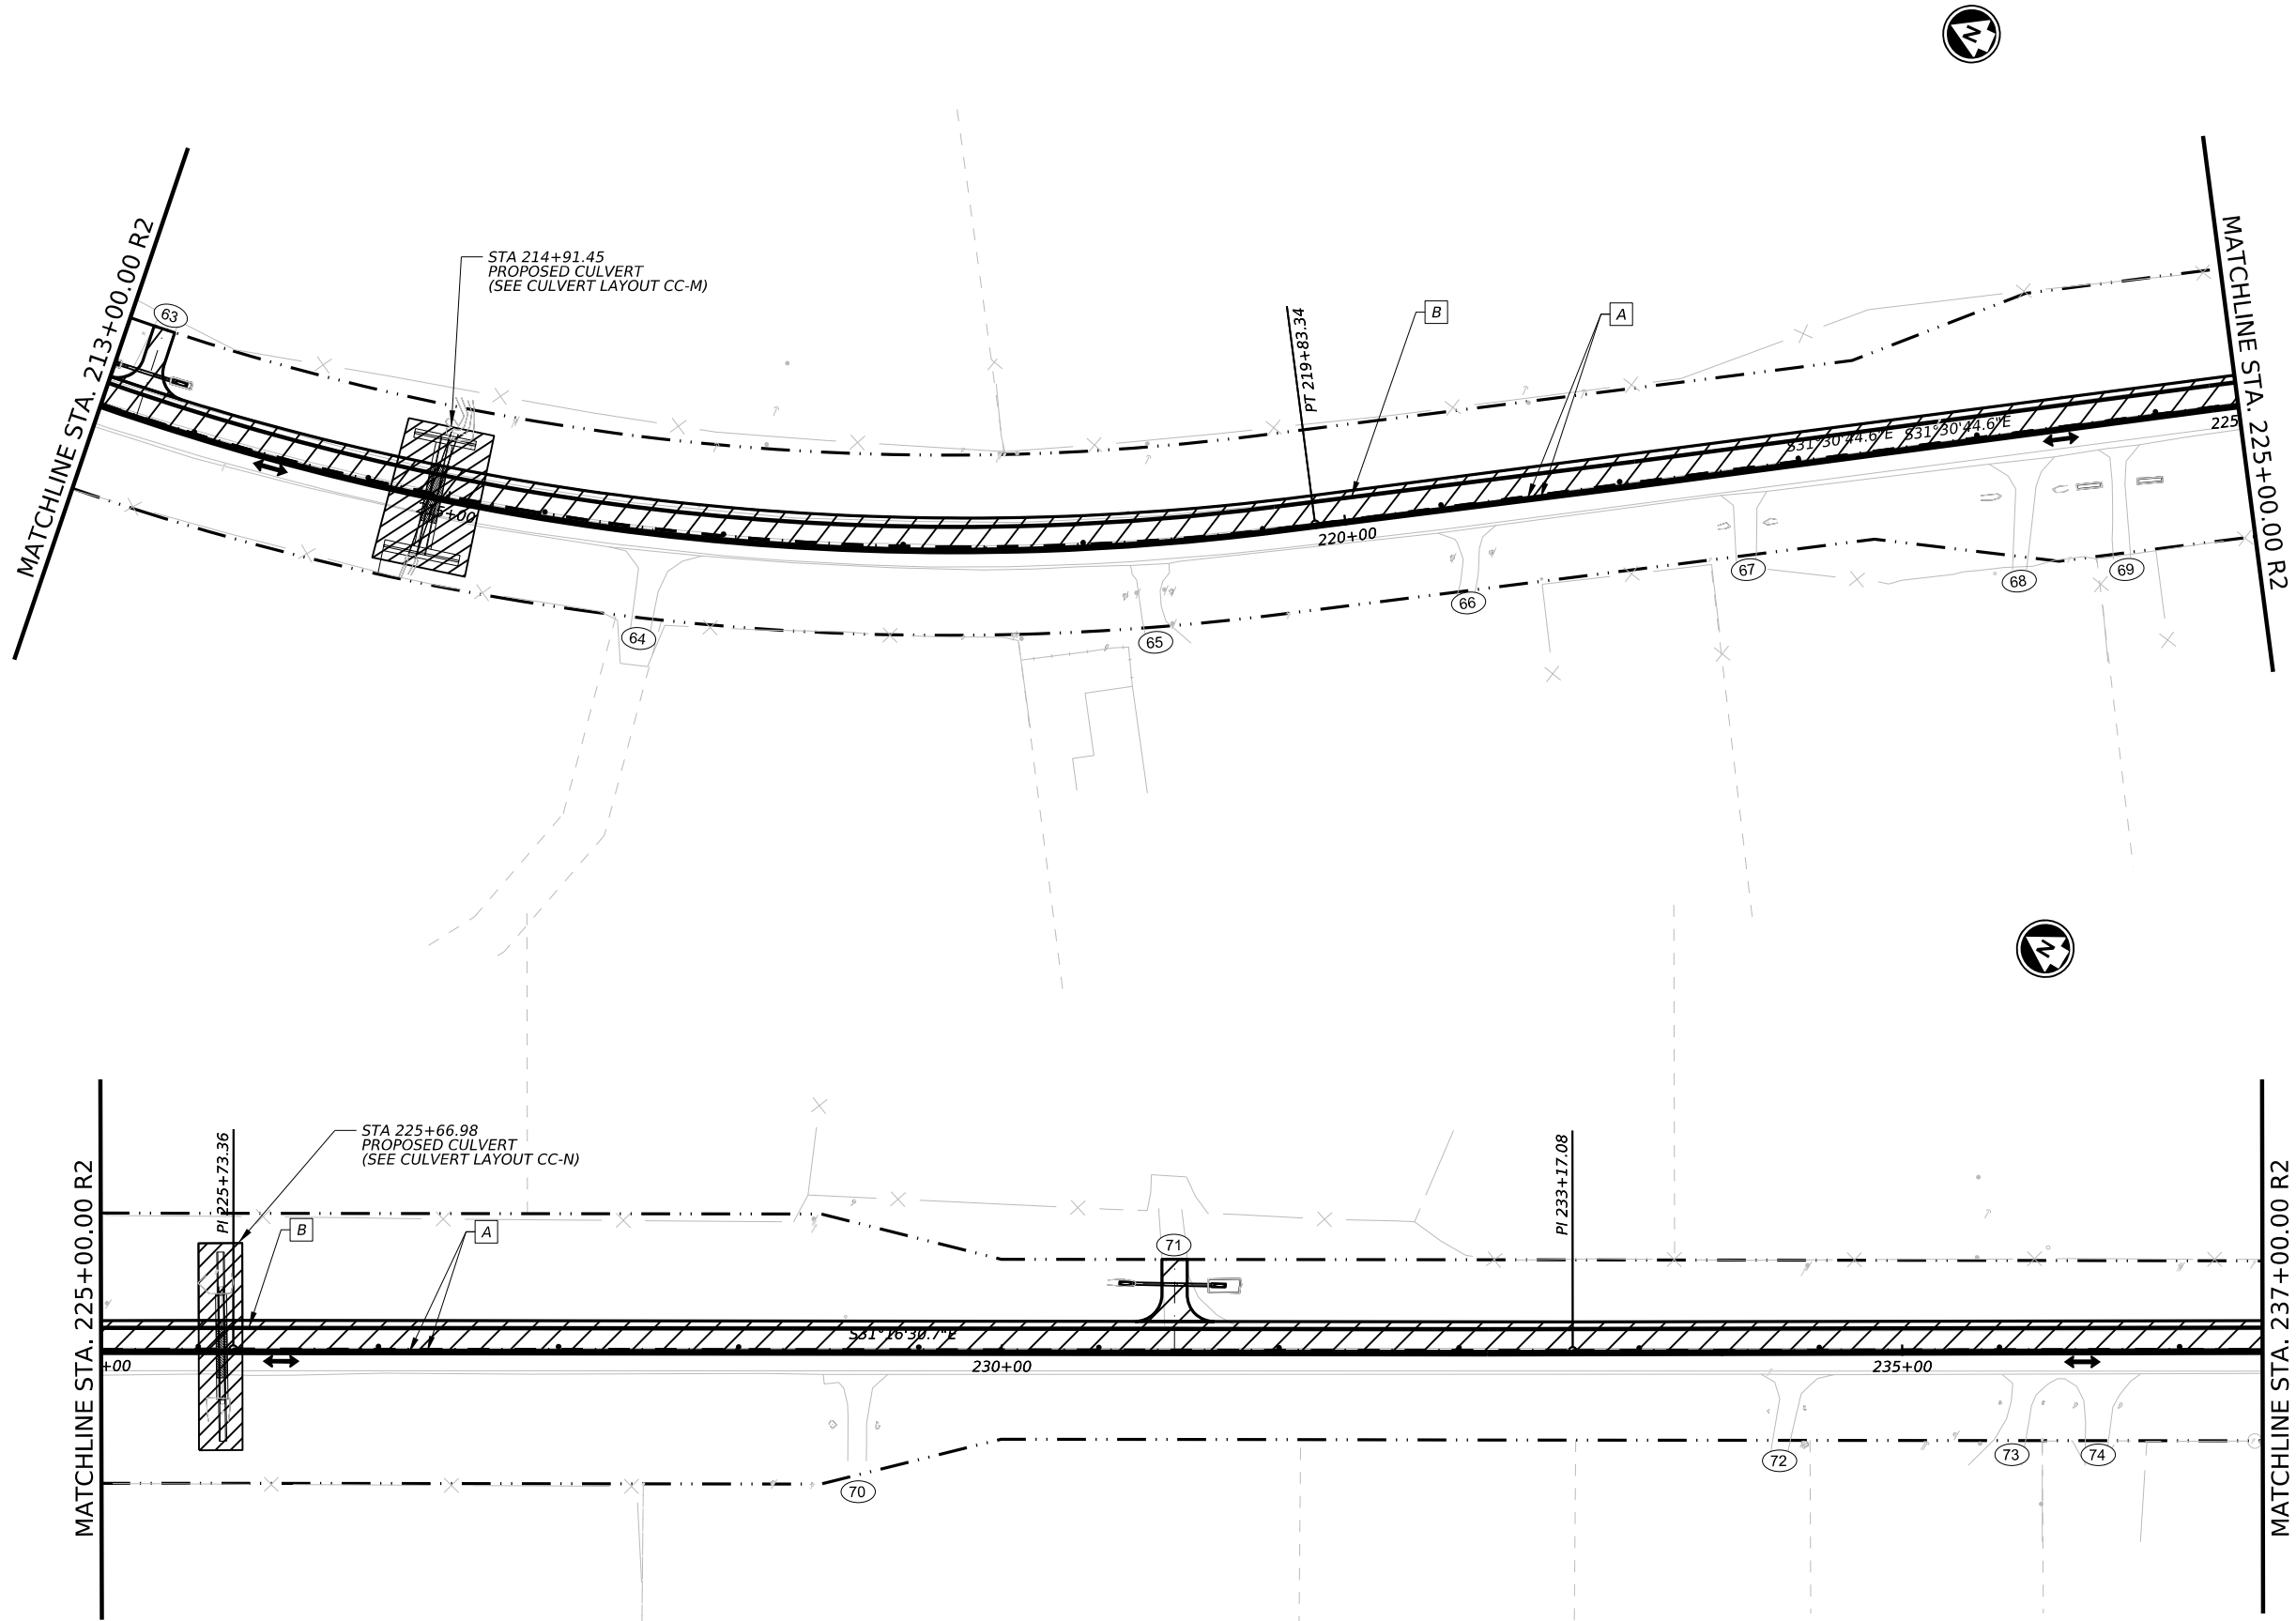 N
MATCHLINE STA. 213+00.00 R2
63
STA 214+91.45
PROPOSED CULVERT
(SEE CULVERT LAYOUT CC-M)
PT 219+83.34
B
A
S31°30'44.6"E
S31°30'44.6"E
MATCHLINE STA. 225+00.00 R2
225
5+00
220+00
64
65
66
67
68
69
N
MATCHLINE STA. 225+00.00 R2
PI 225+73.36
STA 225+66.98
PROPOSED CULVERT
(SEE CULVERT LAYOUT CC-N)
B
A
71
PI 233+17.08
S31°16'30.7"E
+00
230+00
235+00
70
72
73
74
MATCHLINE STA. 237+00.00 R2